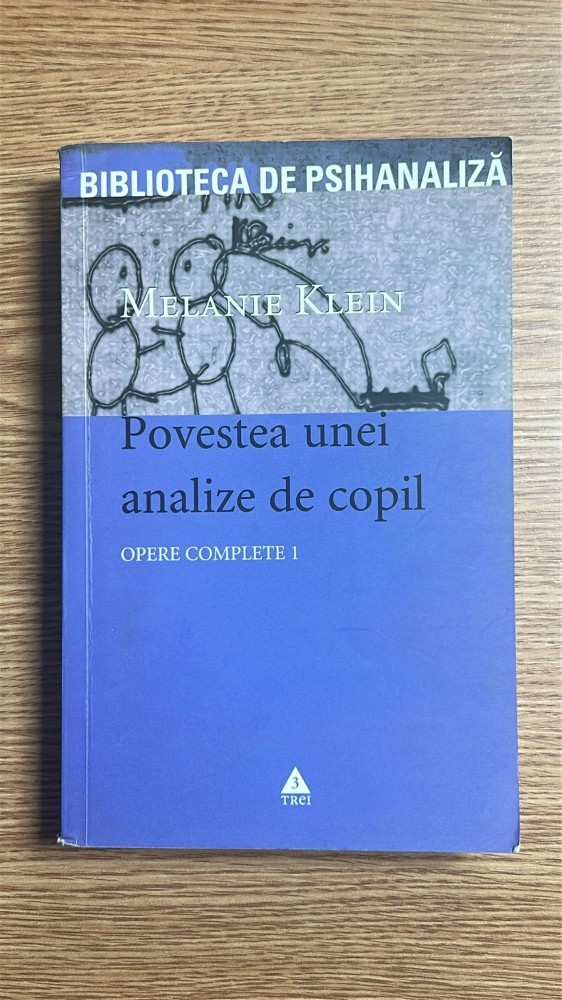 BIBLIOTECA DE PSIHANALIZĂ
MELANIE KLEIN
Povestea unei
analize de copil
OPERE COMPLETE 1
3
TREI